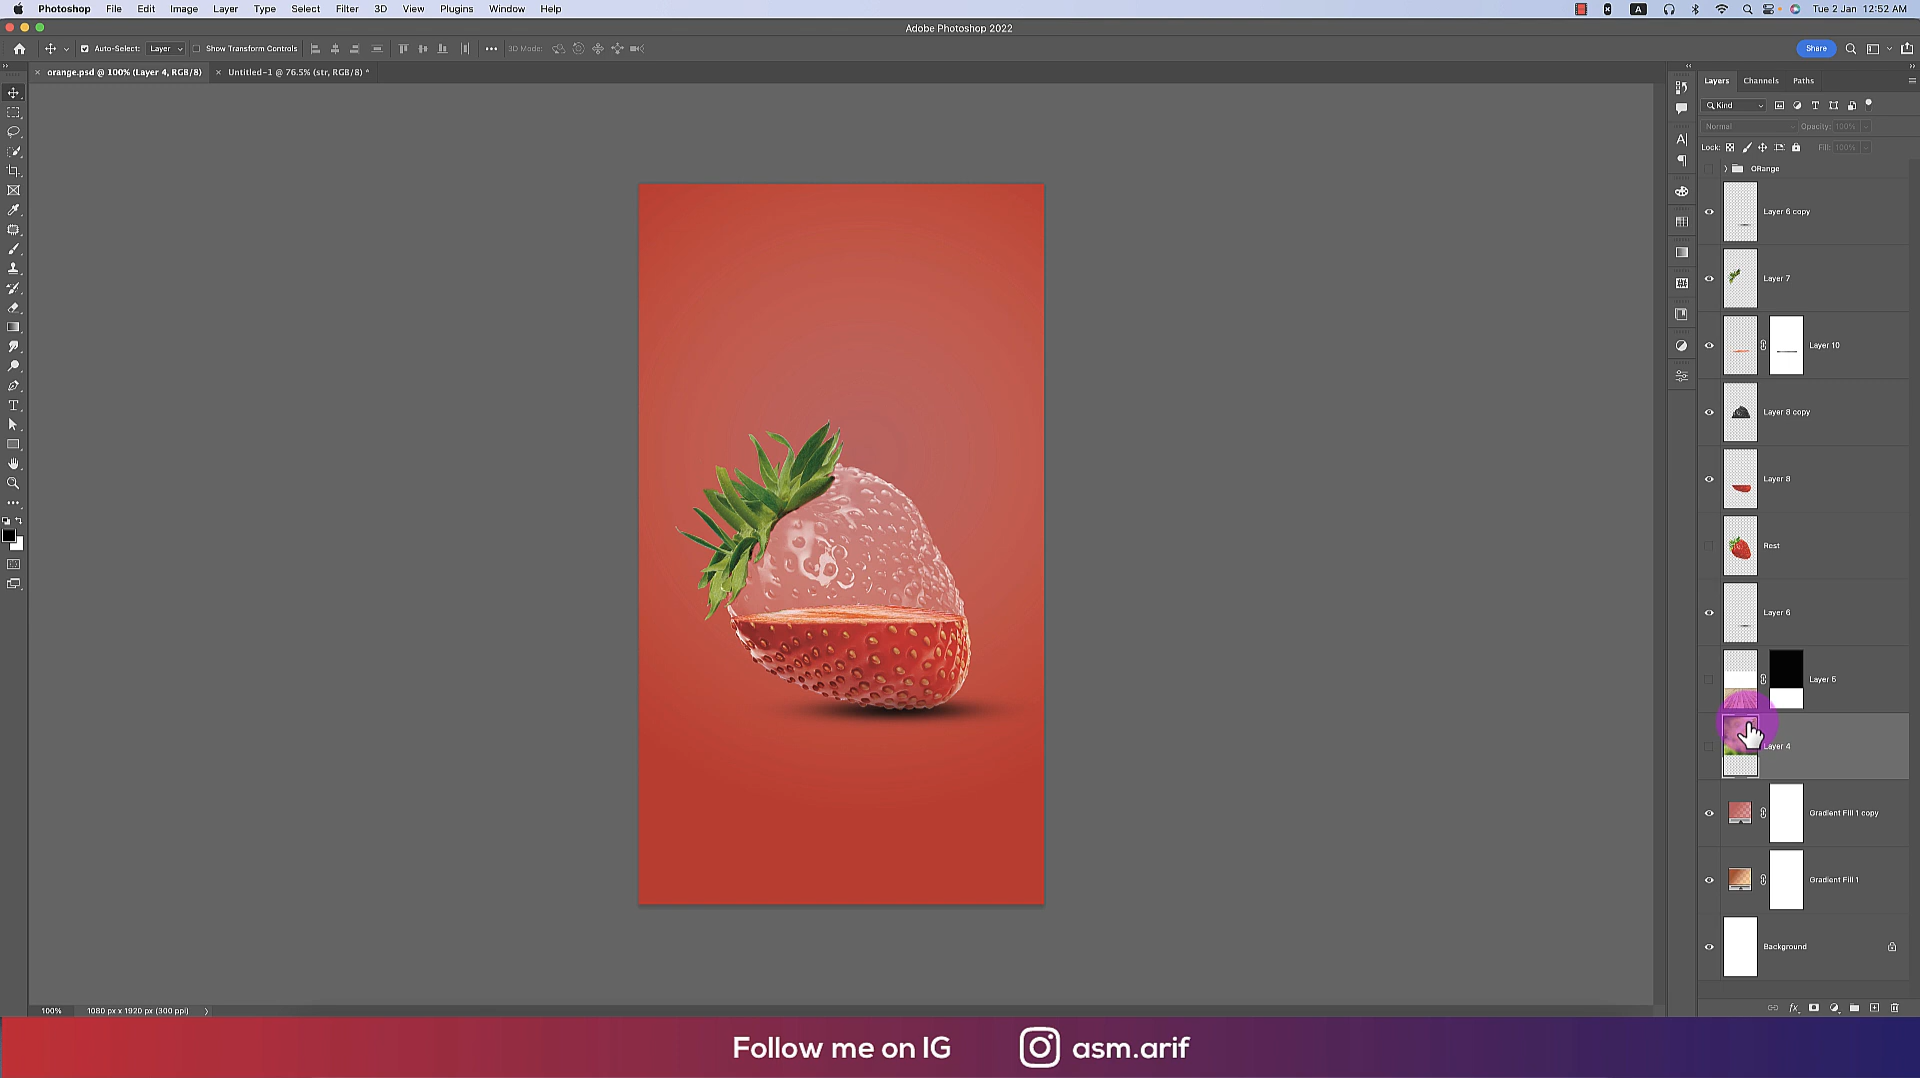 Photoshop File Edit Image Layer Type Select Filter 3D View Plugins Window Help
A
Tue 2 Jan 12:52 AM
Adobe Photoshop 2022
Auto-Select: Layer Show Transform Controls
3D Mode:
Share
orange.psd @ 100% (Layer 4, RGB/8)
Untitled-1 @ 76.5% (str, RGB/8) *
Layers Channels Paths
Kind
Normal Opacity: 100%
Lock: Fill: 100%
ORange
Layer 6 copy
Layer 7
Layer 10
Layer 8 copy
Layer 8
Rest
Layer 6
Layer 5
Layer 4
Gradient Fill 1 copy
Gradient Fill 1
Background
fx
100% 1080 px x 1920 px (300 ppi)
Follow me on IG asm.arif